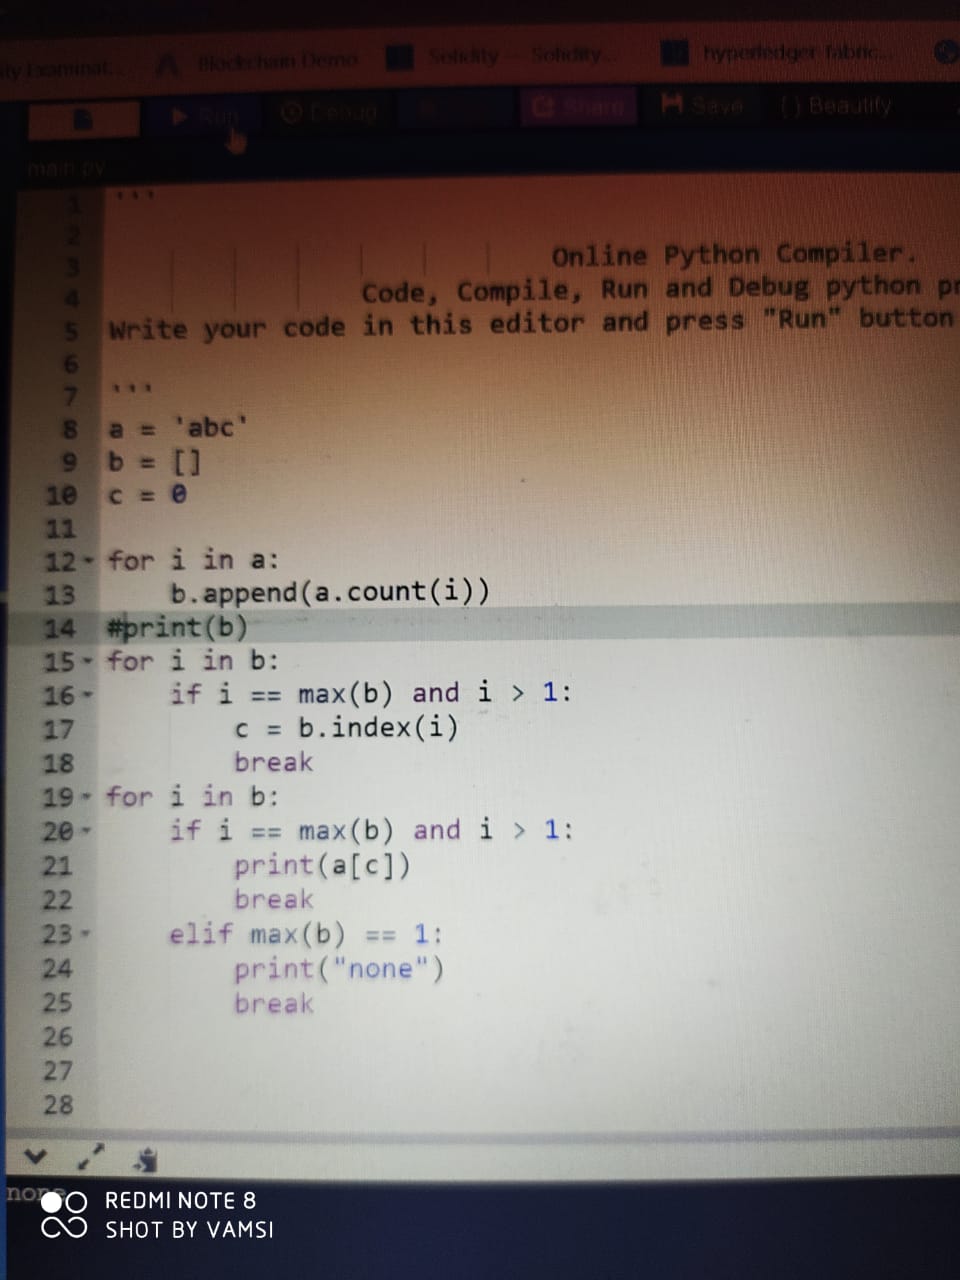 ity Examinat... Blockchain Demo Solidity — Solidity... hyperledger fabric...
Run Debug Share Save {} Beautify
main.py
1 '''
2
3 Online Python Compiler.
4 Code, Compile, Run and Debug python pr
5 Write your code in this editor and press "Run" button
6
7 '''
8 a = 'abc'
9 b = []
10 c = 0
11
12 for i in a:
13 b.append(a.count(i))
14 #print(b)
15 for i in b:
16 if i == max(b) and i > 1:
17 c = b.index(i)
18 break
19 for i in b:
20 if i == max(b) and i > 1:
21 print(a[c])
22 break
23 elif max(b) == 1:
24 print("none")
25 break
26
27
28
none
REDMI NOTE 8
SHOT BY VAMSI